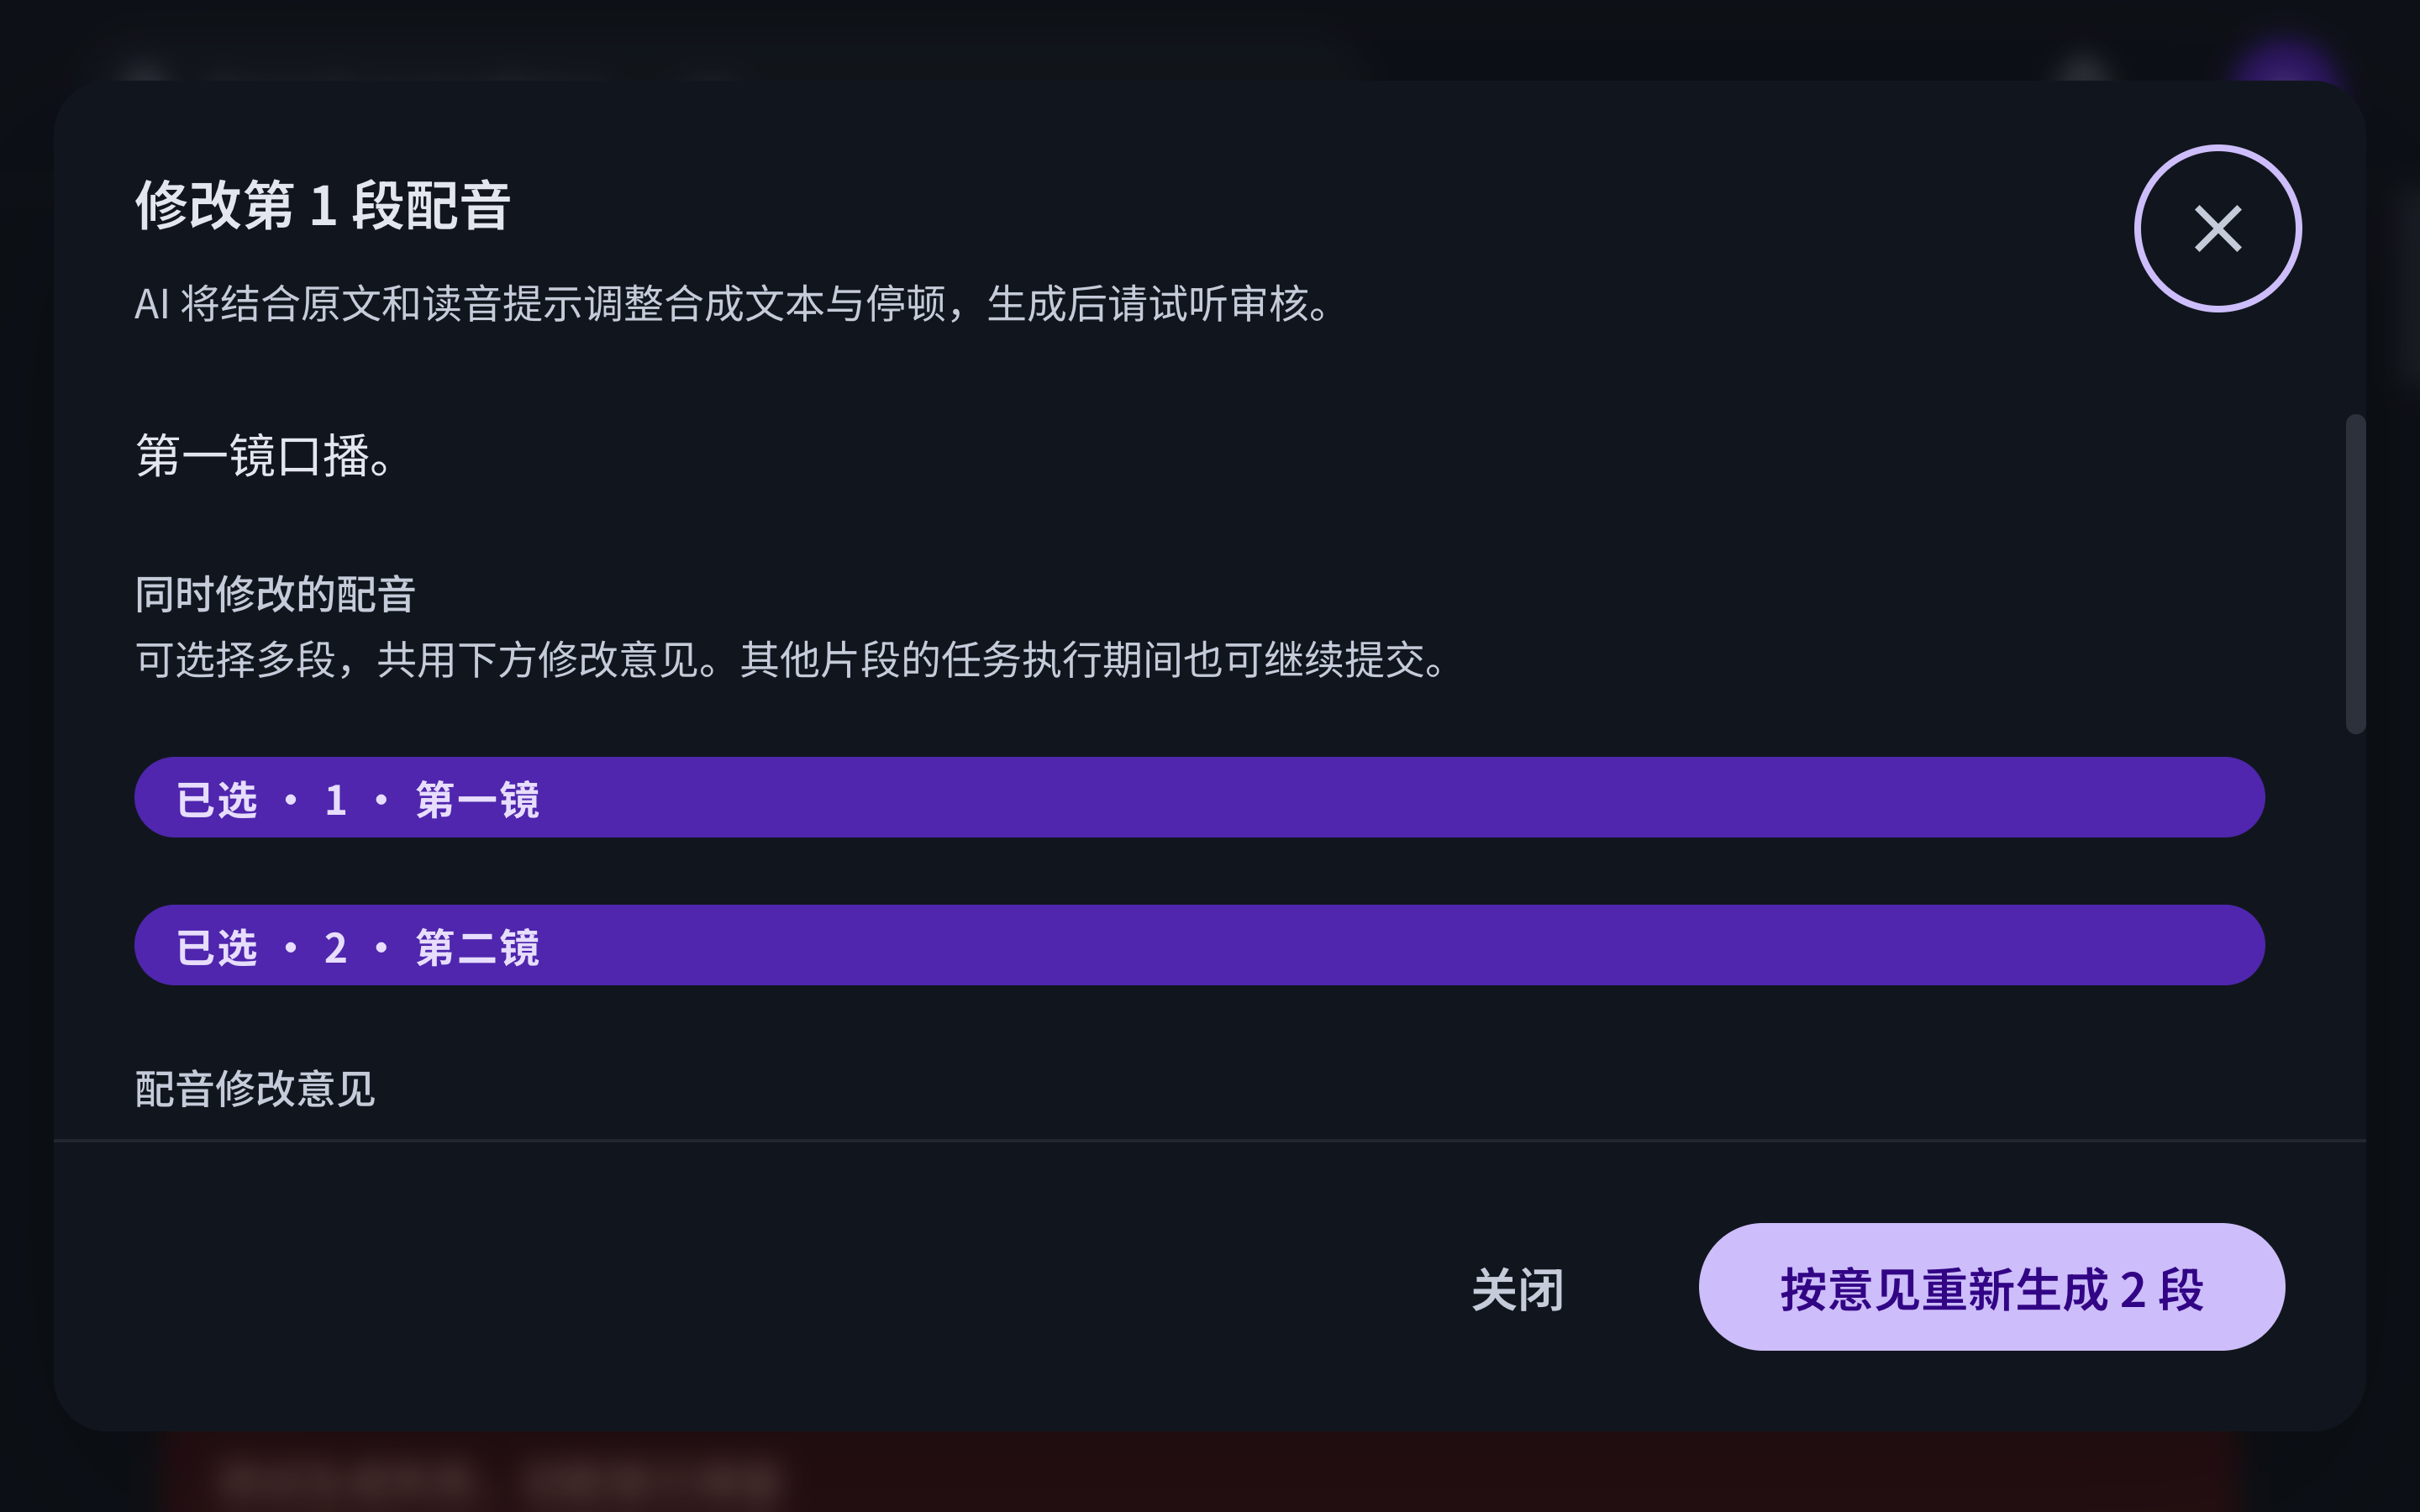 修改第 1 段配音
AI 将结合原文和读音提示调整合成文本与停顿，生成后请试听审核。
第一镜口播。
同时修改的配音
可选择多段，共用下方修改意见。其他片段的任务执行期间也可继续提交。
已选 · 1 · 第一镜
已选 · 2 · 第二镜
配音修改意见
关闭
按意见重新生成 2 段